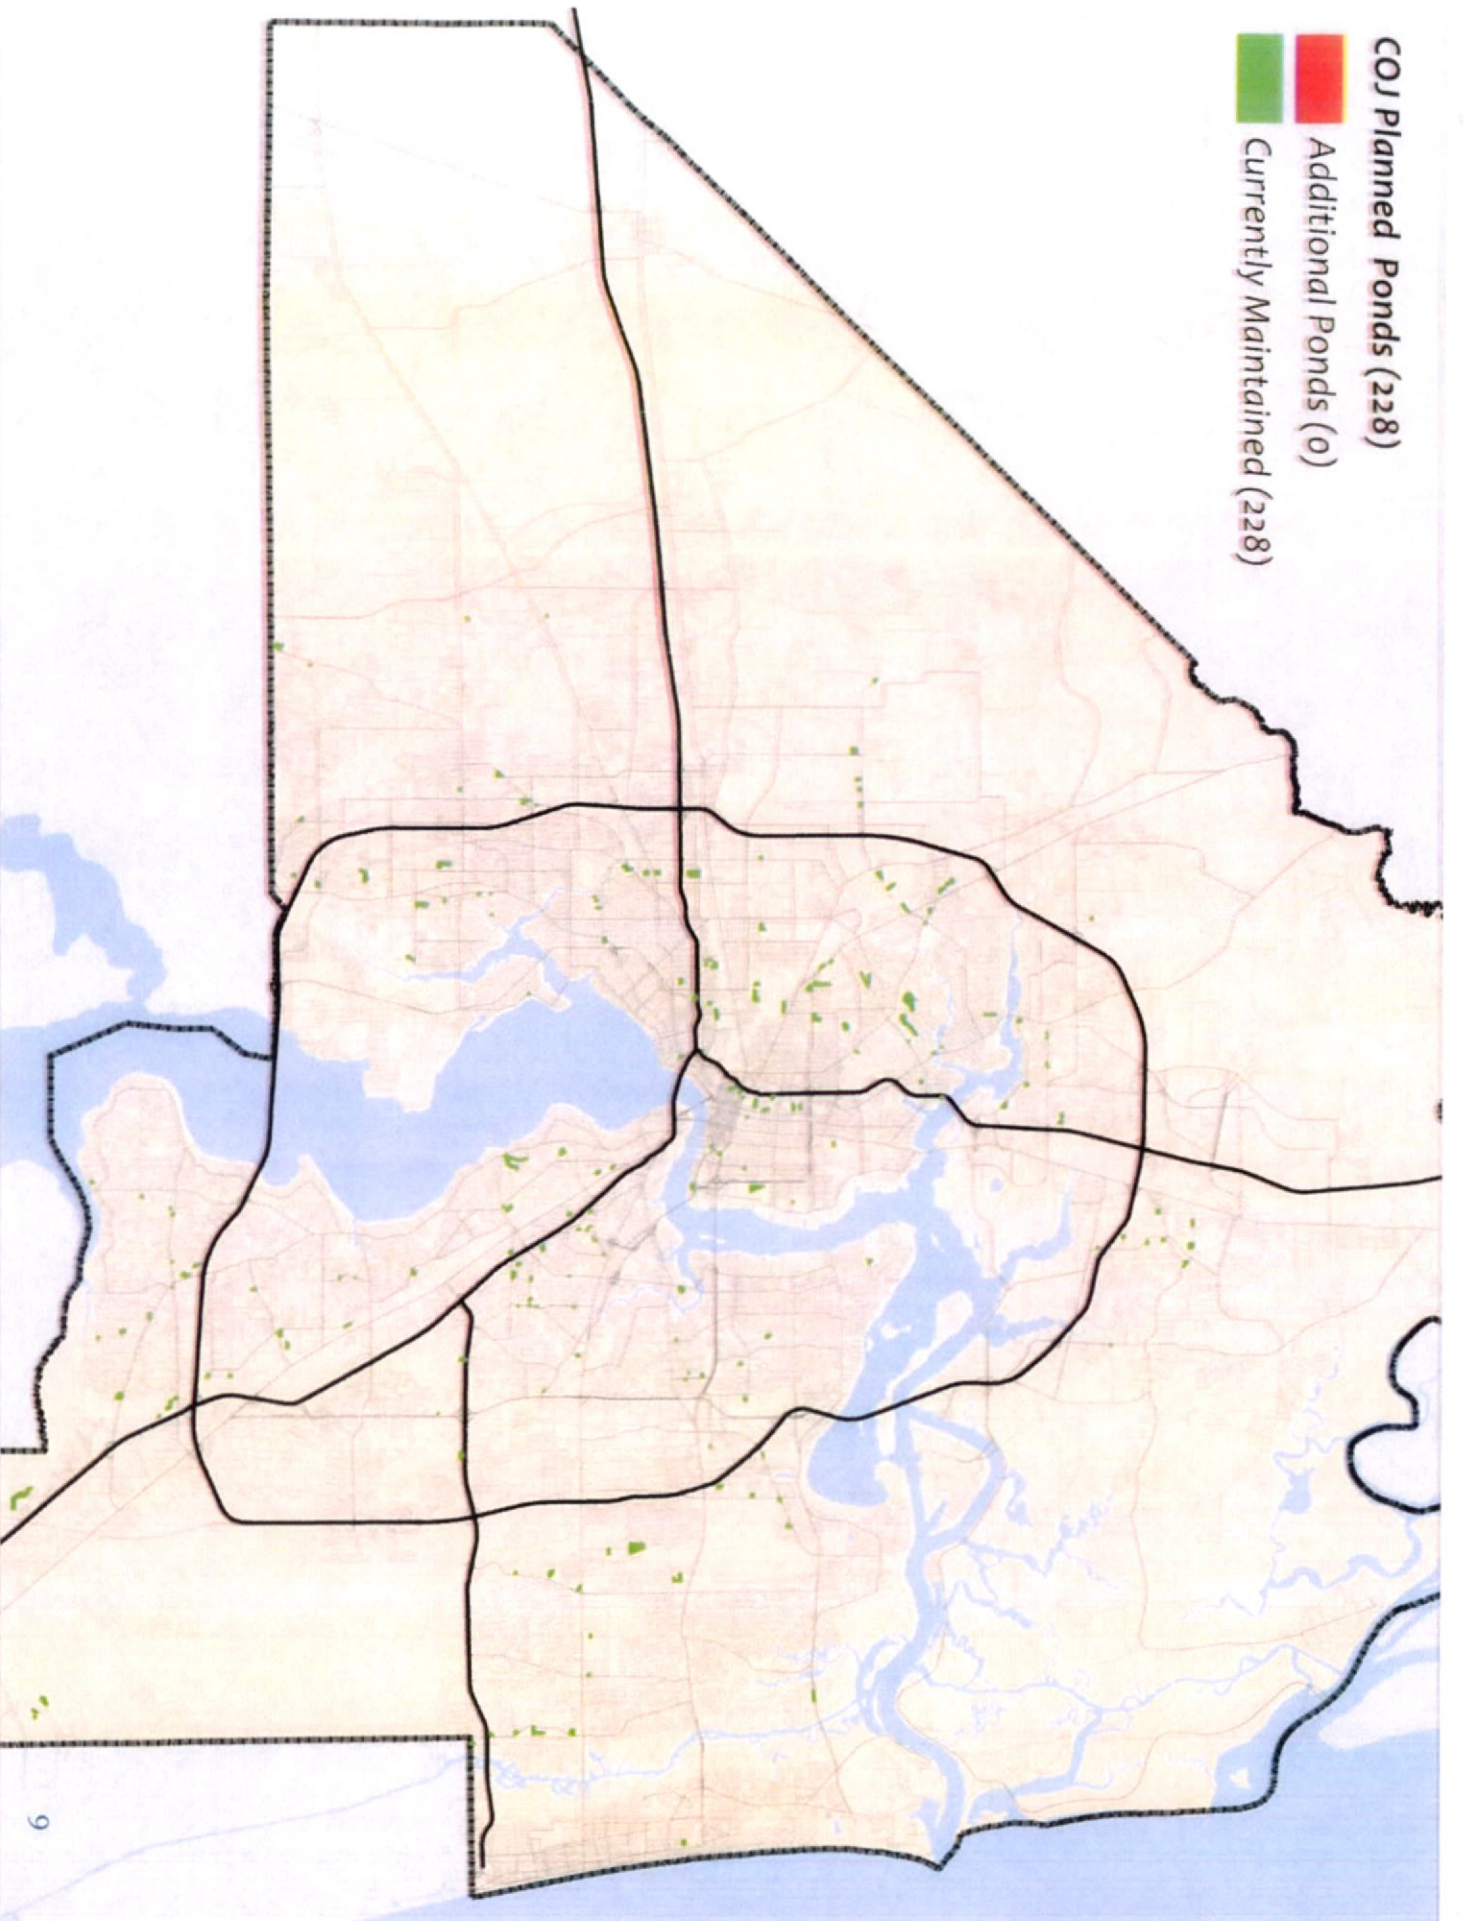 COJ Planned Ponds (228)
Additional Ponds (0)
Currently Maintained (228)
9